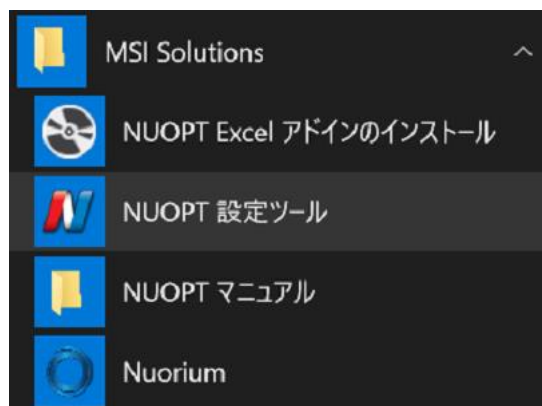 MSI Solutions
NUOPT Excel アドインのインストール
NUOPT 設定ツール
NUOPT マニュアル
Nuorium